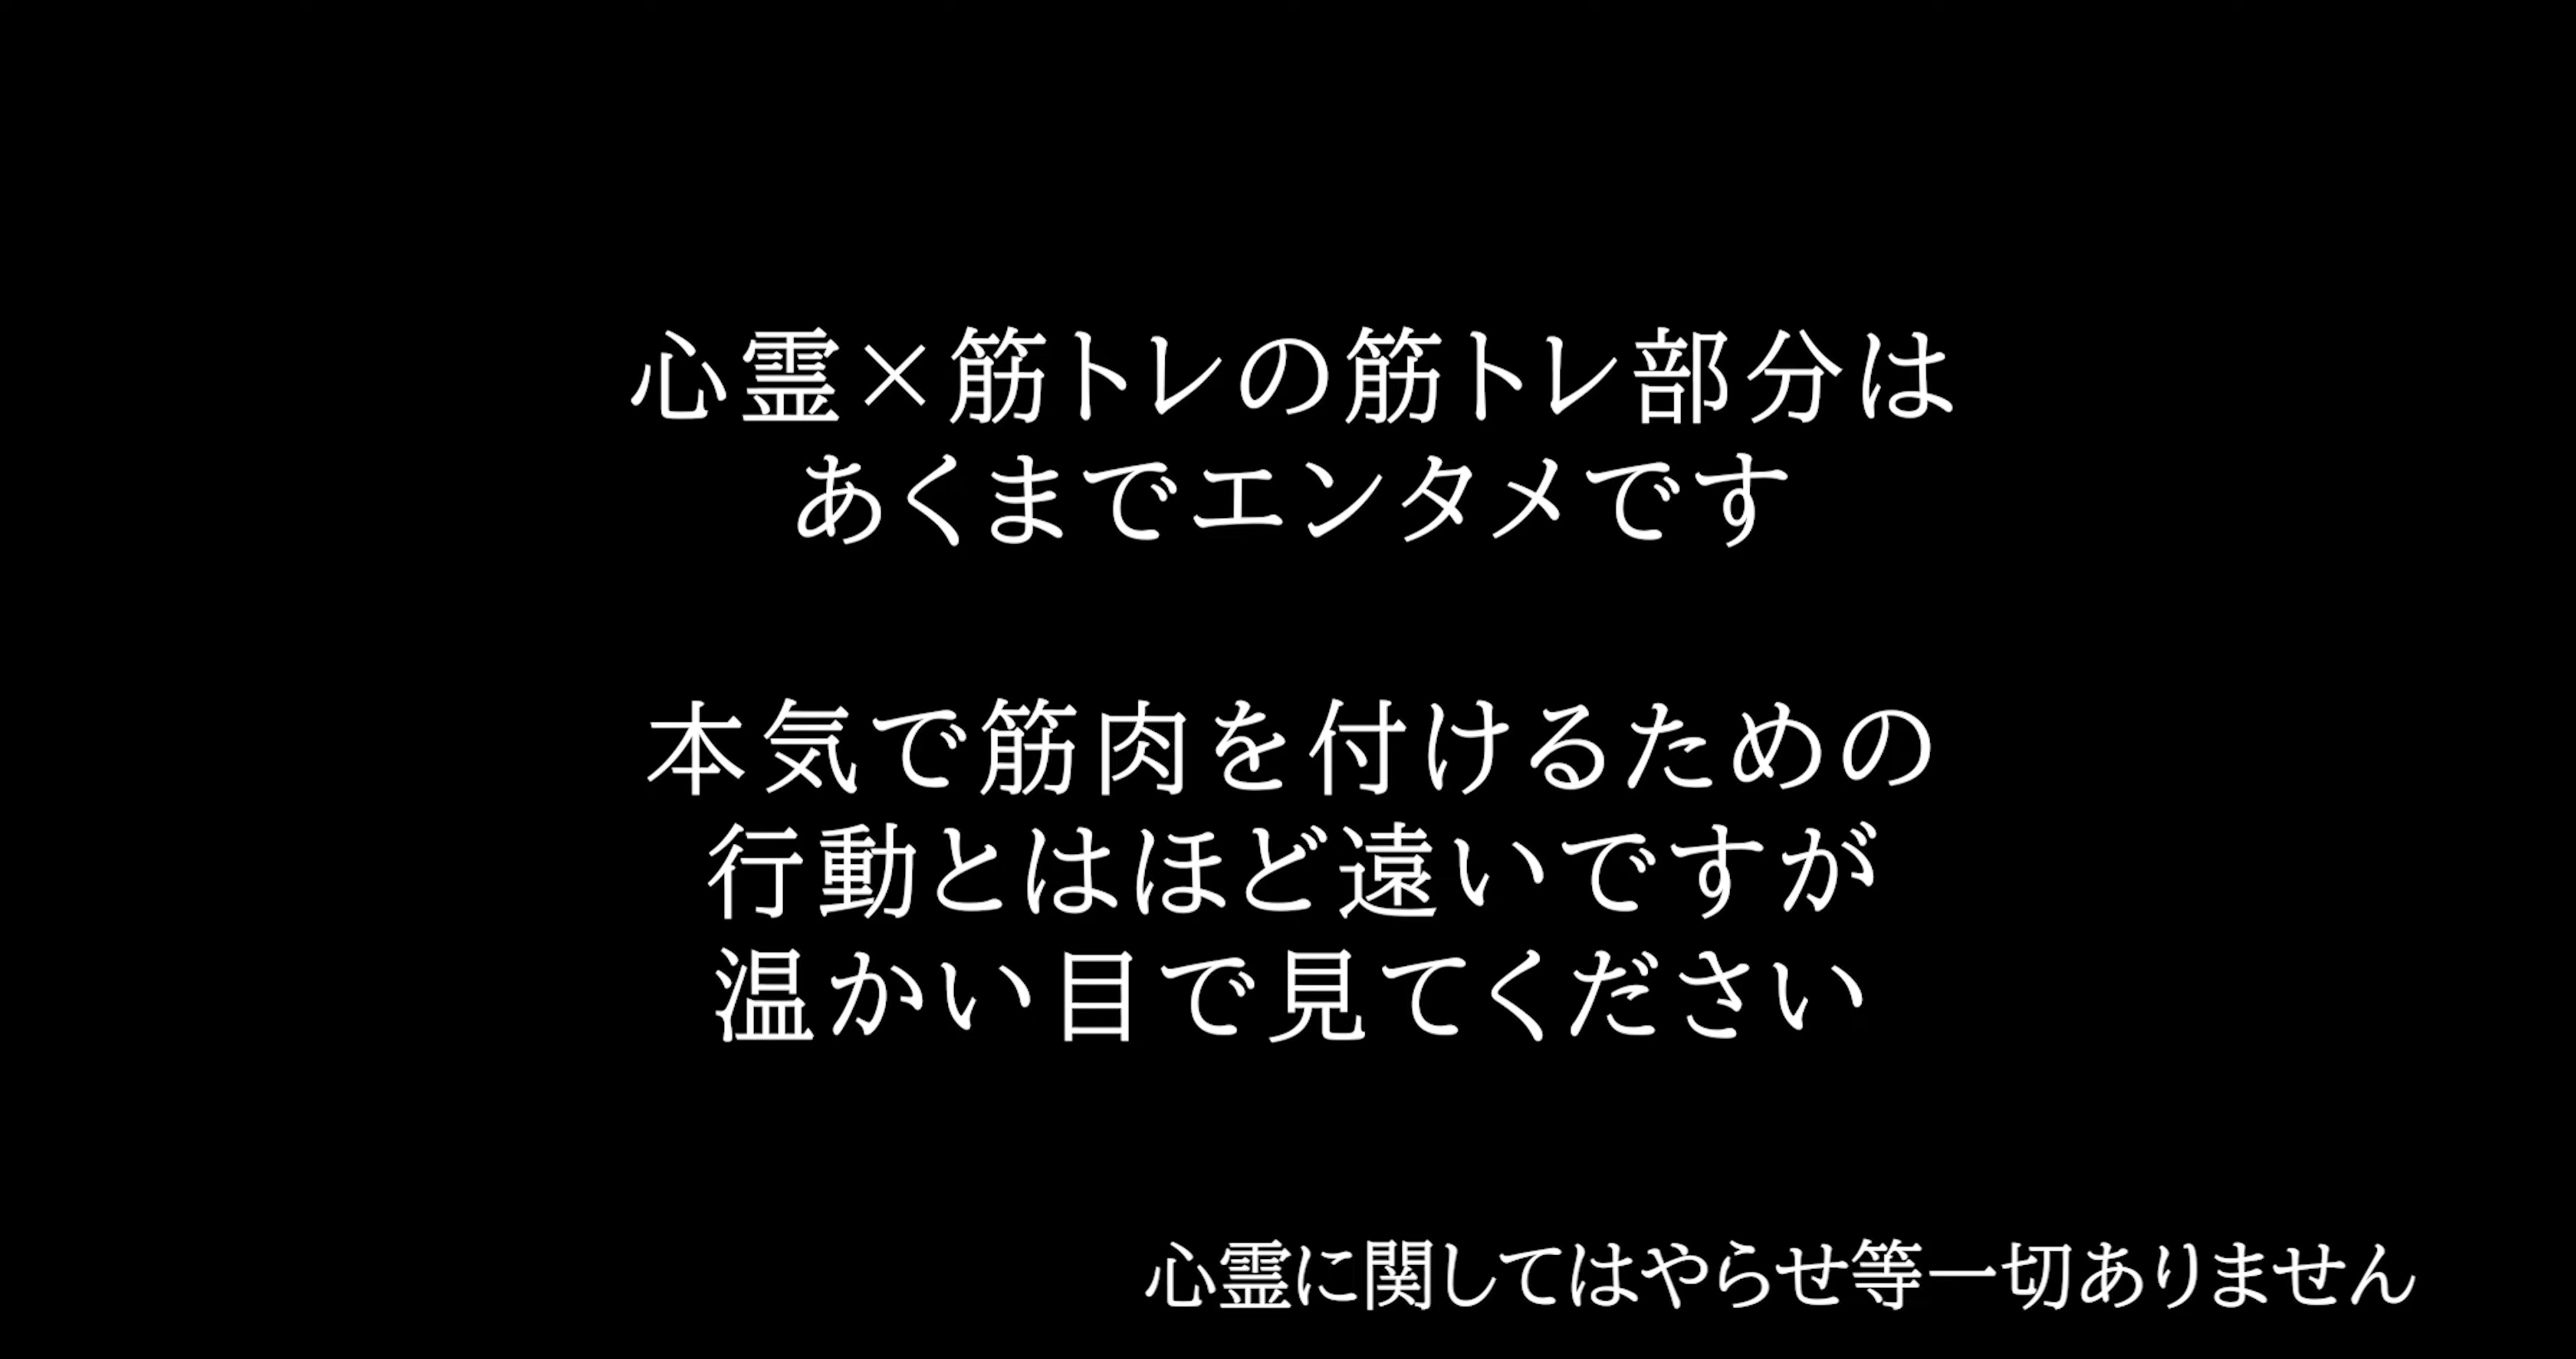 心霊×筋トレの筋トレ部分は
あくまでエンタメです
本気で筋肉を付けるための
行動とはほど遠いですが
温かい目で見てください
心霊に関してはやらせ等一切ありません